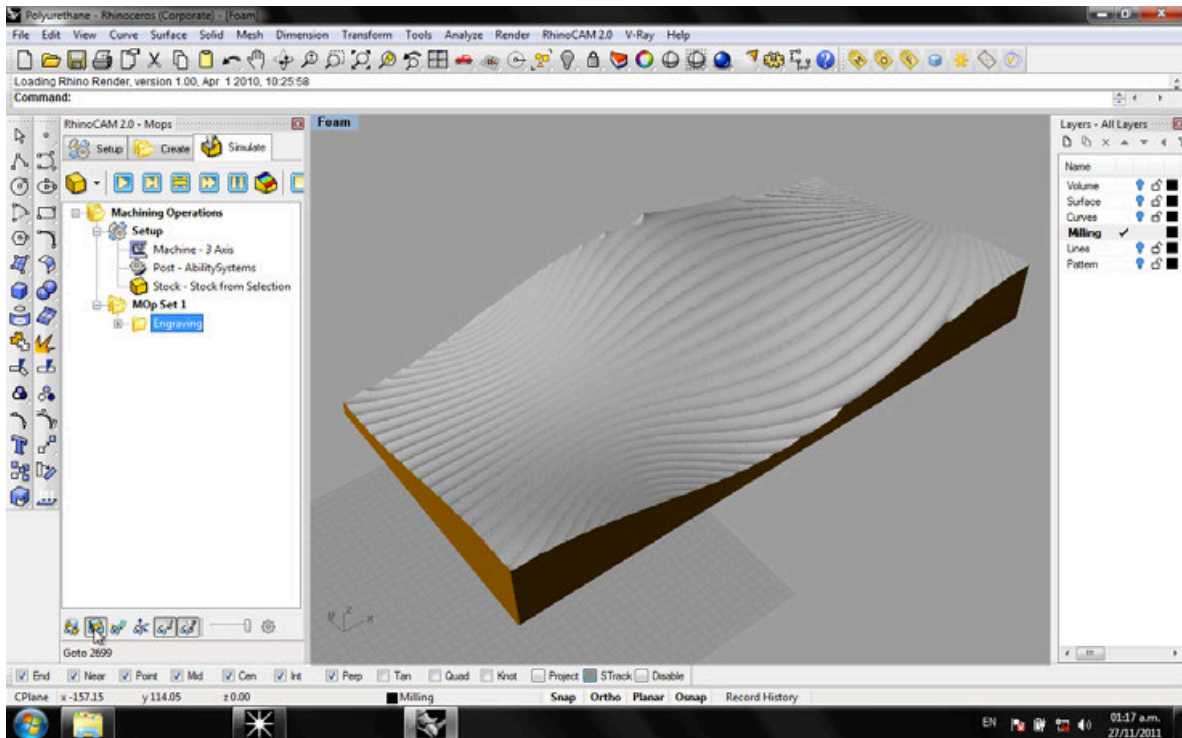 Polyurethane - Rhinoceros (Corporate) - [Foam]
File Edit View Curve Surface Solid Mesh Dimension Transform Tools Analyze Render RhinoCAM 2.0 V-Ray Help
Loading Rhino Render, version 1.00, Apr 1 2010, 10:25:58
Command:
RhinoCAM 2.0 - Mops
Setup Create Simulate
Machining Operations
Setup
Machine - 3 Axis
Post - AbilitySystems
Stock - Stock from Selection
MOp Set 1
Engraving
Goto 2699
Foam
z
y x
Layers - All Layers
Name
Volume
Surface
Curves
Milling
Lines
Pattern
End Near Point Mid Cen Int Perp Tan Quad Knot Project STrack Disable
CPlane x -157.15 y 114.05 z 0.00 Milling Snap Ortho Planar Osnap Record History
EN 01:17 a.m.
27/11/2011